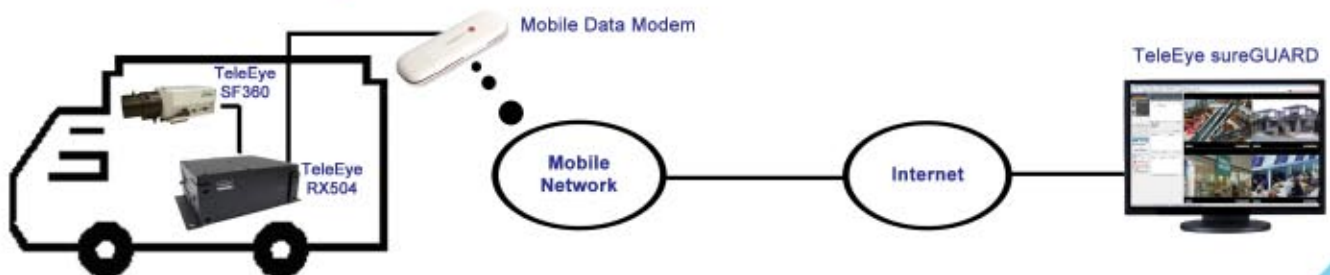 Mobile Data Modem
TeleEye sureGUARD
TeleEye
SF360
TeleEye
RX504
Mobile
Network
Internet